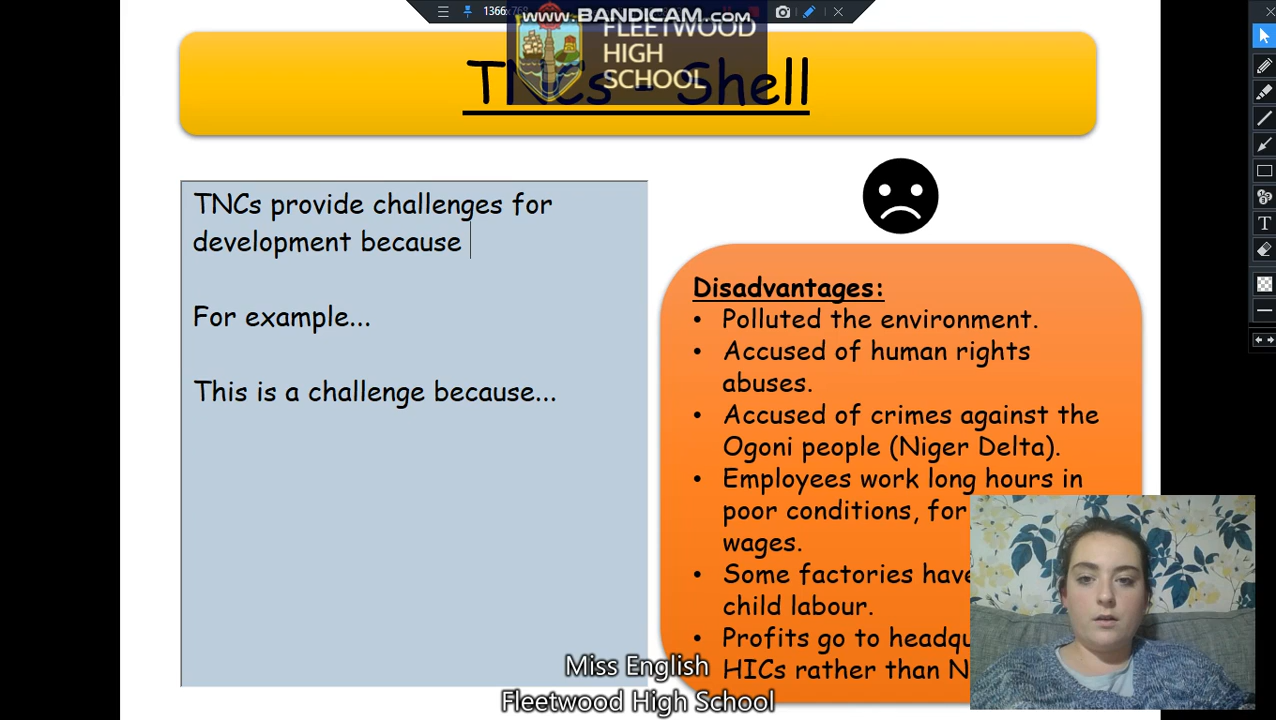 1366x768
www.BANDICAM.com
FLEETWOOD
HIGH
SCHOOL
TNCs - Shell
TNCs provide challenges for
development because
For example...
This is a challenge because...
Disadvantages:
• Polluted the environment.
• Accused of human rights
abuses.
• Accused of crimes against the
Ogoni people (Niger Delta).
• Employees work long hours in
poor conditions, for
wages.
• Some factories have
child labour.
• Profits go to
HICs rather than
Miss English
Fleetwood High School